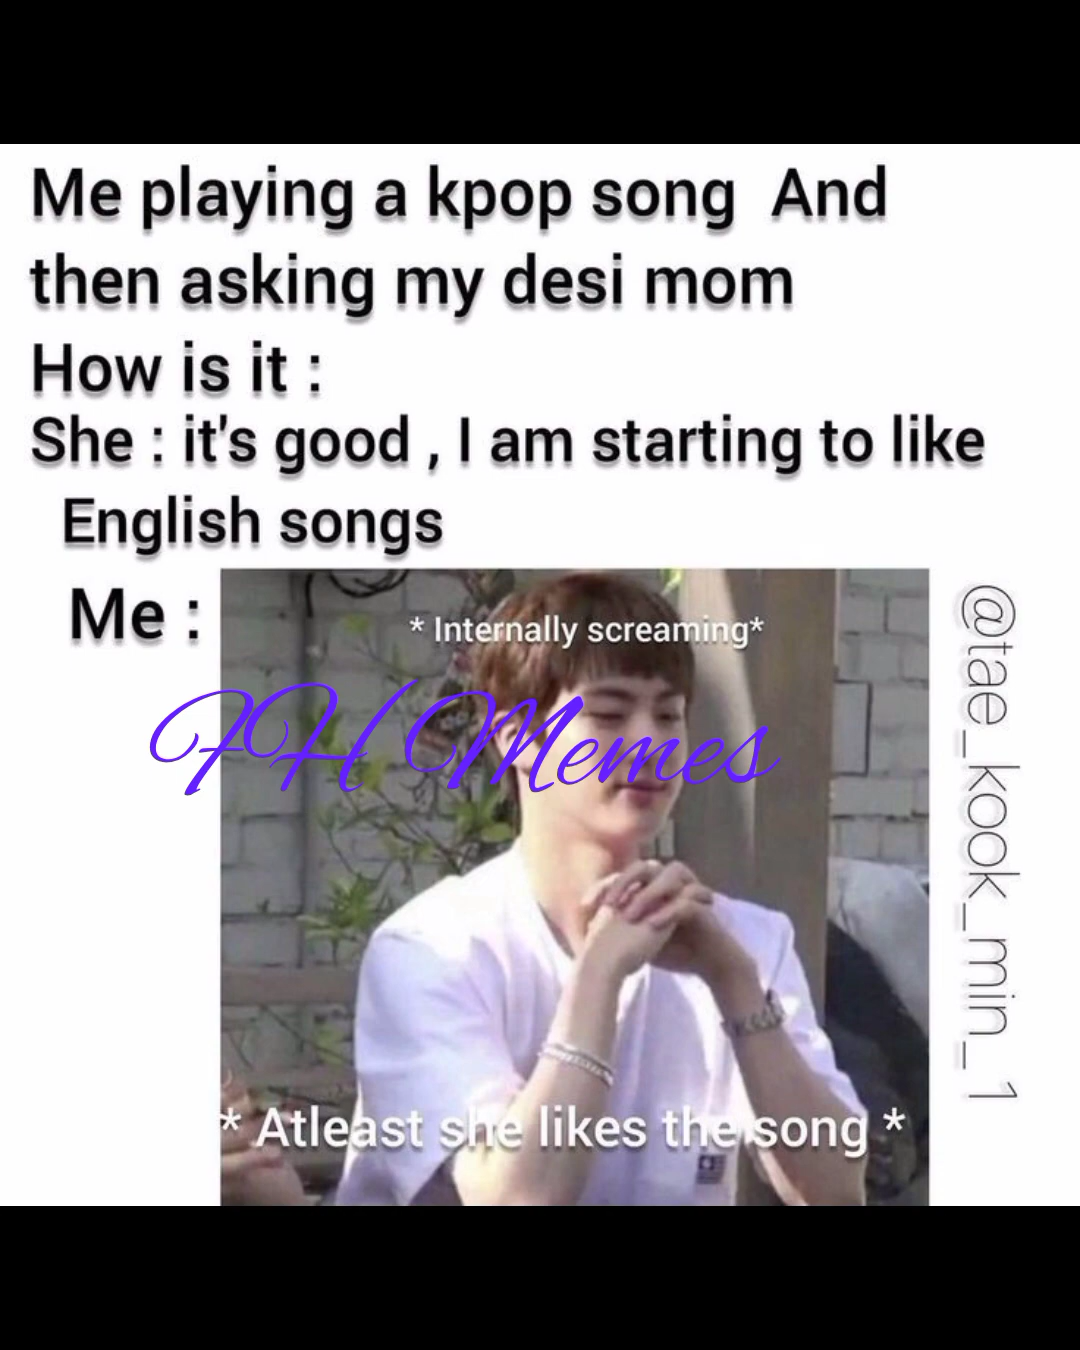 Me playing a kpop song And
then asking my desi mom
How is it :
She : it's good , I am starting to like
English songs
Me :
* Internally screaming*
FH Memes
* Atleast she likes the song *
@tae_kook_min_1